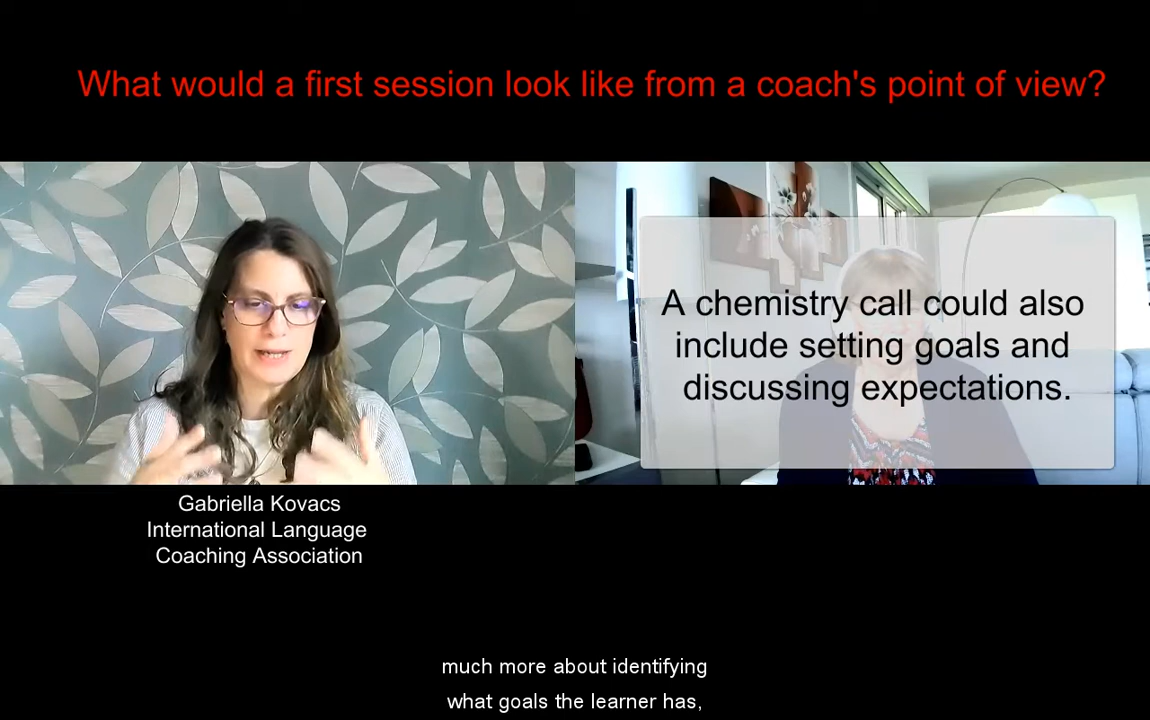 What would a first session look like from a coach's point of view?
A chemistry call could also
include setting goals and
discussing expectations.
Gabriella Kovacs
International Language
Coaching Association
much more about identifying
what goals the learner has,